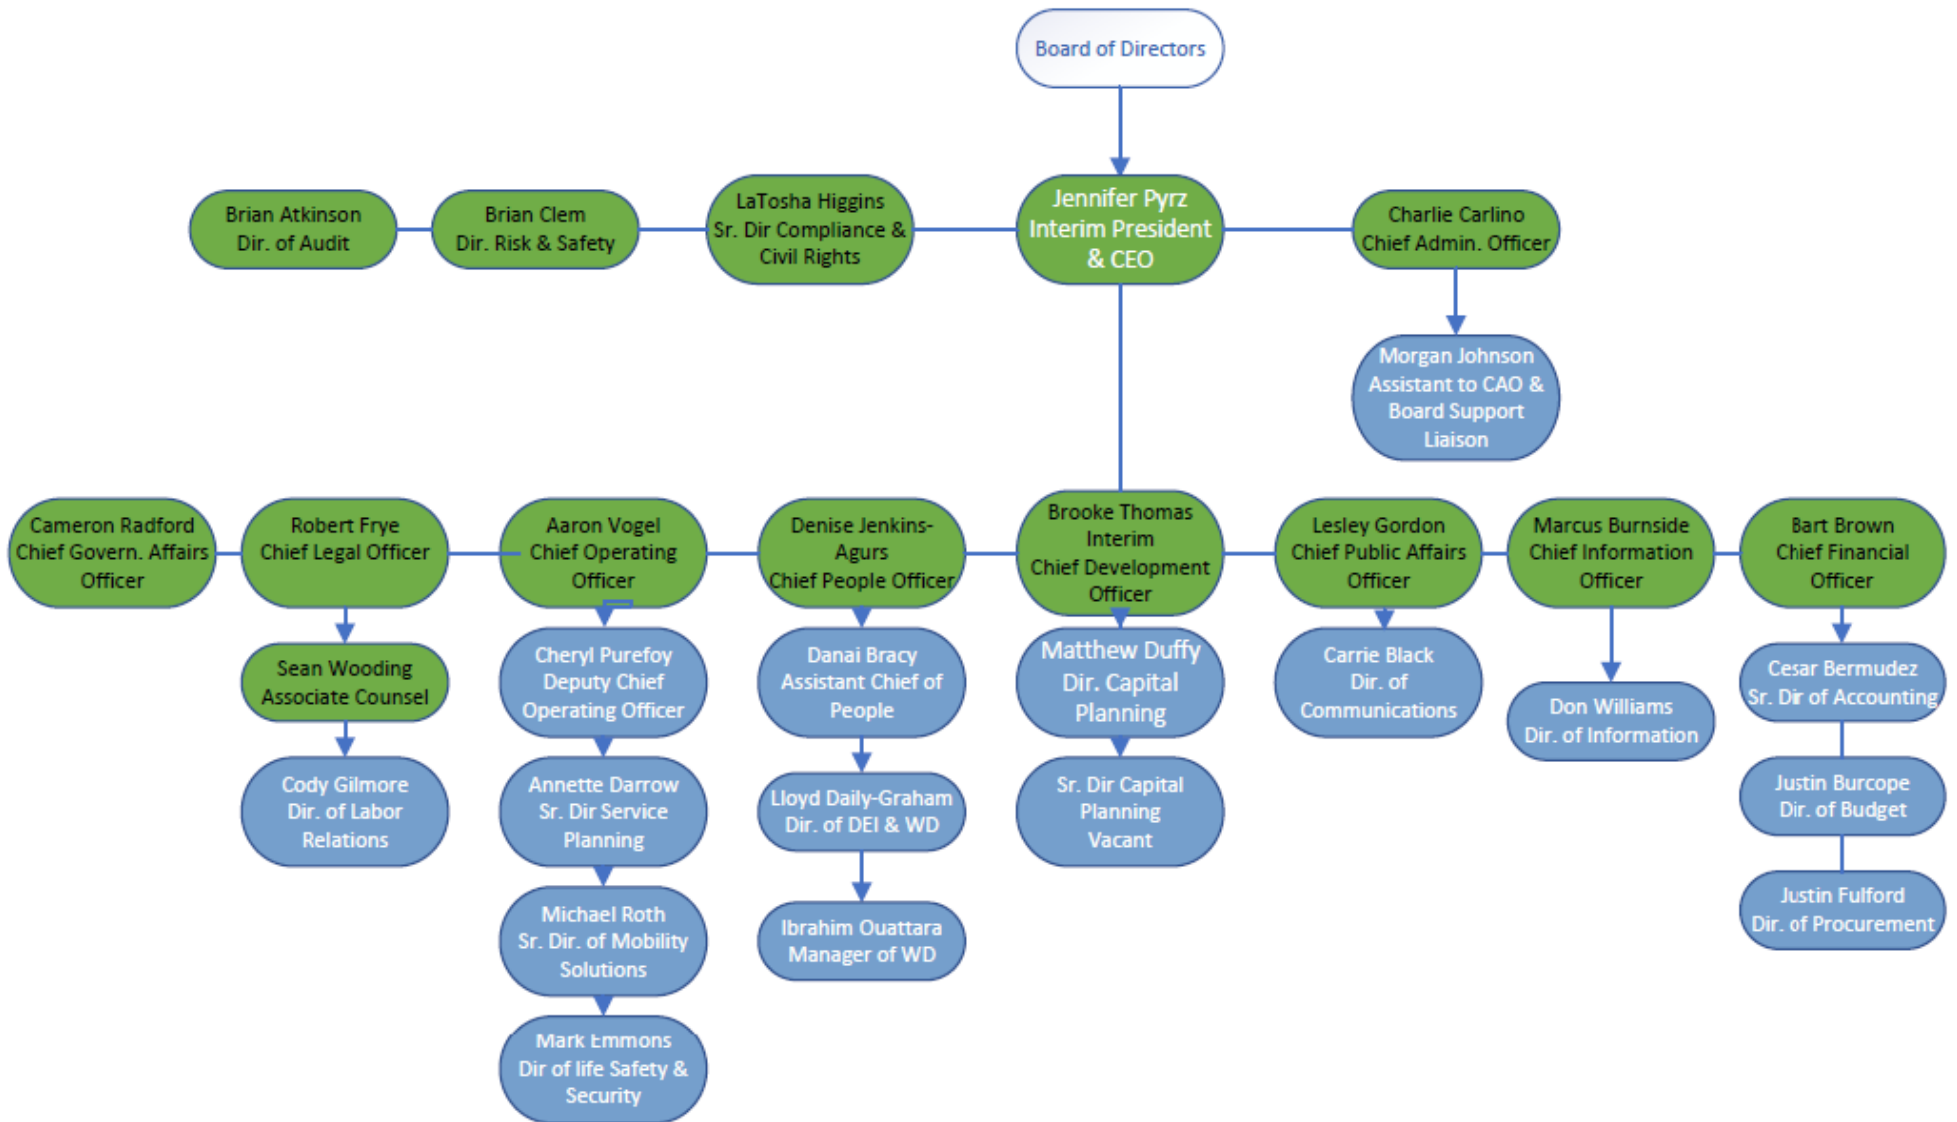 Board of Directors
Brian Atkinson
Dir. of Audit
Brian Clem
Dir. Risk & Safety
LaTosha Higgins
Sr. Dir Compliance &
Civil Rights
Jennifer Pyrz
Interim President
& CEO
Charlie Carlino
Chief Admin. Officer
Morgan Johnson
Assistant to CAO &
Board Support
Liaison
Cameron Radford
Chief Govern. Affairs
Officer
Robert Frye
Chief Legal Officer
Aaron Vogel
Chief Operating
Officer
Denise Jenkins-
Agurs
Chief People Officer
Brooke Thomas
Interim
Chief Development
Officer
Lesley Gordon
Chief Public Affairs
Officer
Marcus Burnside
Chief Information
Officer
Bart Brown
Chief Financial
Officer
Sean Wooding
Associate Counsel
Cheryl Purefoy
Deputy Chief
Operating Officer
Danai Bracy
Assistant Chief of
People
Matthew Duffy
Dir. Capital
Planning
Carrie Black
Dir. of
Communications
Don Williams
Dir. of Information
Cesar Bermudez
Sr. Dir of Accounting
Cody Gilmore
Dir. of Labor
Relations
Annette Darrow
Sr. Dir Service
Planning
Lloyd Daily-Graham
Dir. of DEI & WD
Sr. Dir Capital
Planning
Vacant
Justin Burcope
Dir. of Budget
Michael Roth
Sr. Dir. of Mobility
Solutions
Ibrahim Ouattara
Manager of WD
Justin Fulford
Dir. of Procurement
Mark Emmons
Dir of life Safety &
Security